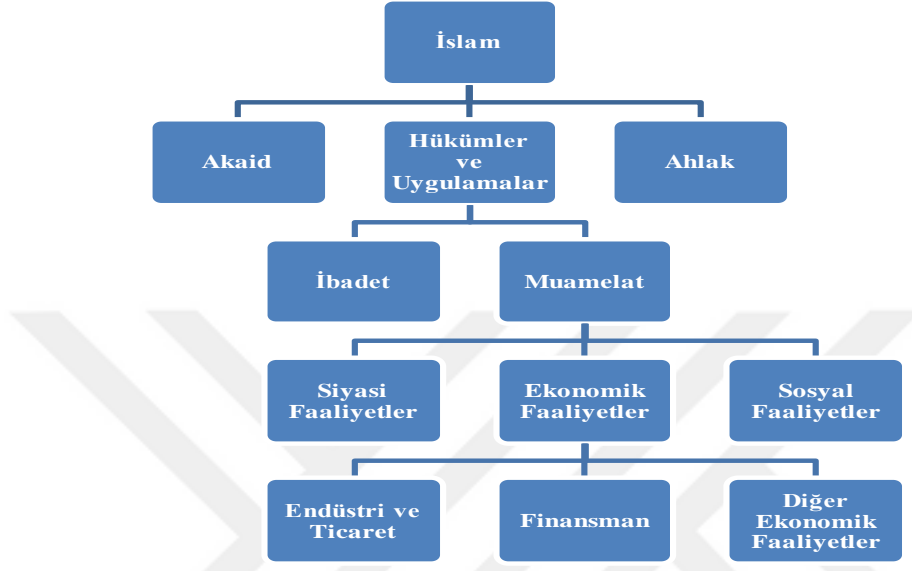 İslam
Akaid
Hükümler
ve
Uygulamalar
Ahlak
İbadet
Muamelat
Siyasi
Faaliyetler
Ekonomik
Faaliyetler
Sosyal
Faaliyetler
Endüstri ve
Ticaret
Finansman
Diğer
Ekonomik
Faaliyetler